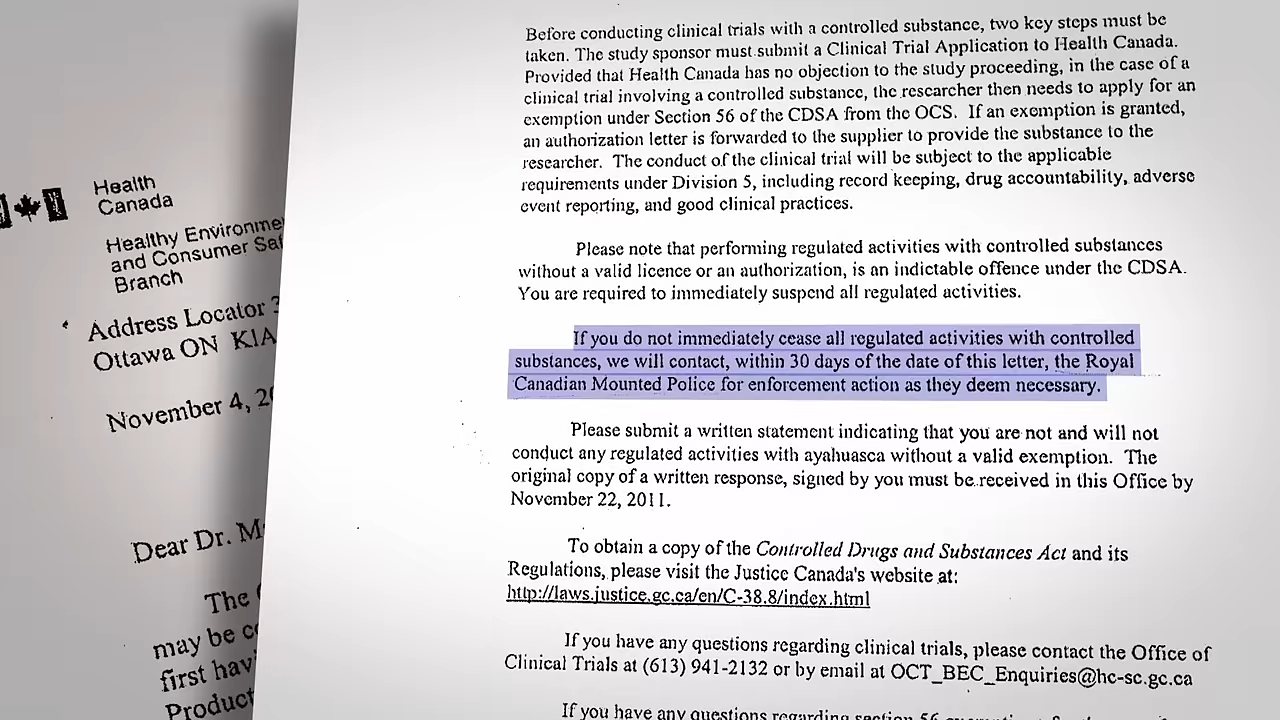 Health
Canada
Healthy Environme
and Consumer Sa
Branch
Address Locator 3
Ottawa ON K1A
November 4, 20
Dear Dr. M
The
may be co
first hav
Product
Before conducting clinical trials with a controlled substance, two key steps must be
taken. The study sponsor must submit a Clinical Trial Application to Health Canada.
Provided that Health Canada has no objection to the study proceeding, in the case of a
clinical trial involving a controlled substance, the researcher then needs to apply for an
exemption under Section 56 of the CDSA from the OCS. If an exemption is granted,
an authorization letter is forwarded to the supplier to provide the substance to the
researcher. The conduct of the clinical trial will be subject to the applicable
requirements under Division 5, including record keeping, drug accountability, adverse
event reporting, and good clinical practices.
Please note that performing regulated activities with controlled substances
without a valid licence or an authorization, is an indictable offence under the CDSA.
You are required to immediately suspend all regulated activities.
If you do not immediately cease all regulated activities with controlled
substances, we will contact, within 30 days of the date of this letter, the Royal
Canadian Mounted Police for enforcement action as they deem necessary.
Please submit a written statement indicating that you are not and will not
conduct any regulated activities with ayahuasca without a valid exemption. The
original copy of a written response, signed by you must be received in this Office by
November 22, 2011.
To obtain a copy of the Controlled Drugs and Substances Act and its
Regulations, please visit the Justice Canada's website at:
http://laws.justice.gc.ca/en/C-38.8/index.html
If you have any questions regarding clinical trials, please contact the Office of
Clinical Trials at (613) 941-2132 or by email at OCT_BEC_Enquiries@hc-sc.gc.ca
If you have any questions regarding section 56